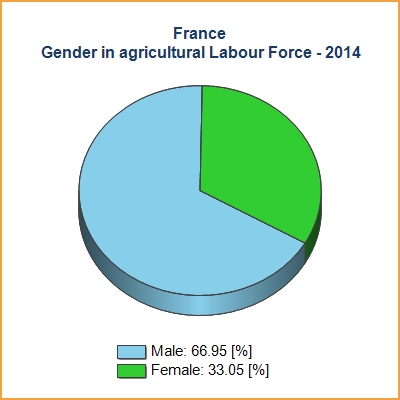 France
Gender in agricultural Labour Force - 2014
Male: 66.95 [%]
Female: 33.05 [%]